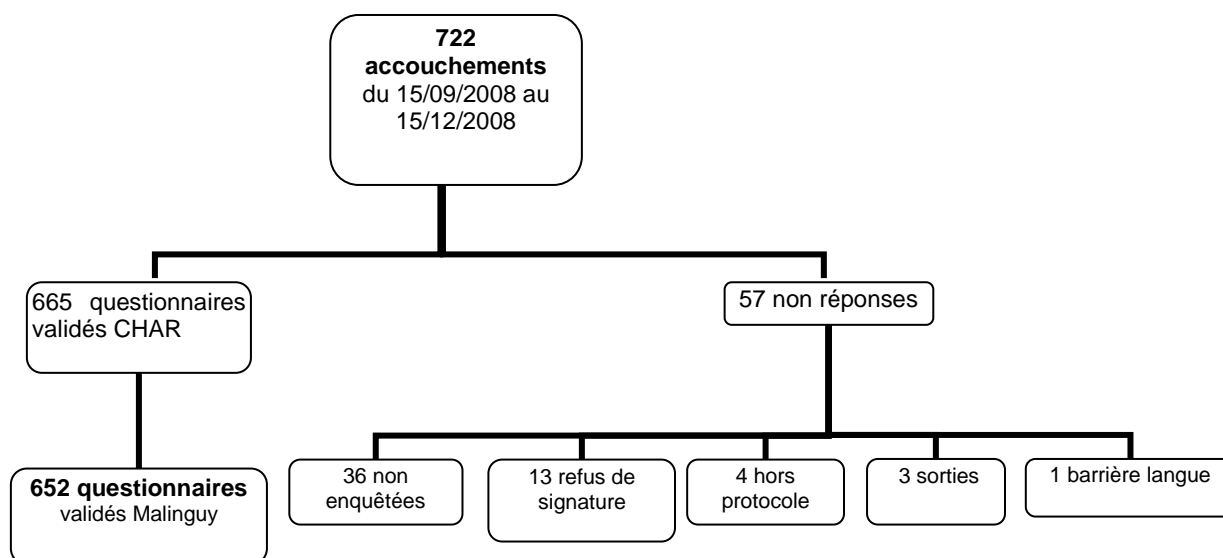 722
accouchements
du 15/09/2008 au
15/12/2008
665 questionnaires
validés CHAR
57 non réponses
652 questionnaires
validés Malinguy
36 non
enquêtées
13 refus de
signature
4 hors
protocole
3 sorties
1 barrière langue